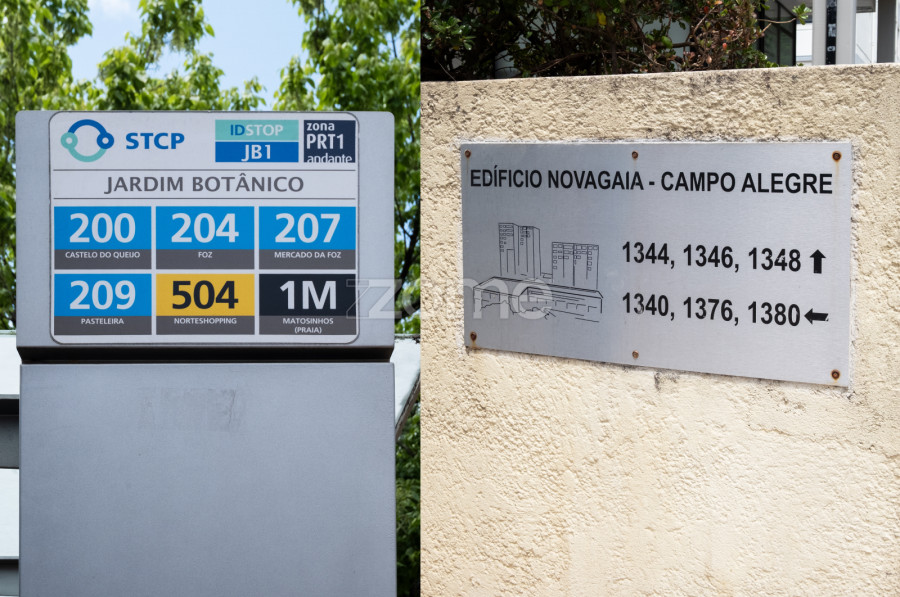 STCP
IDSTOP
JB1
zona
PRT1
andante
JARDIM BOTÂNICO
200 204 207
CASTELO DO QUEIJO FOZ MERCADO DA FOZ
209 504 1M
PASTELEIRA NORTESHOPPING MATOSINHOS
(PRAIA)
EDÍFICIO NOVAGAIA - CAMPO ALEGRE
1344, 1346, 1348
1340, 1376, 1380
zome